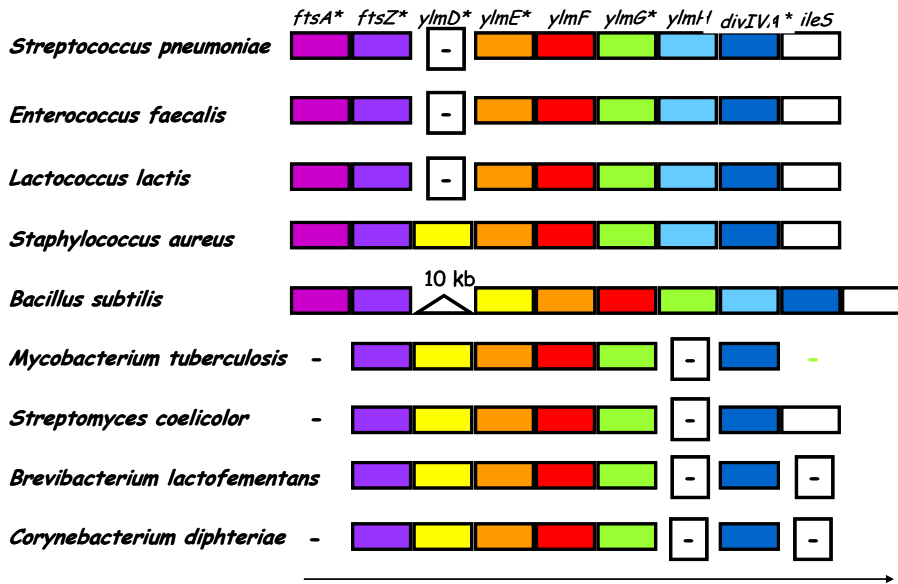 ftsA* ftsZ* ylmD* ylmE* ylmF ylmG* ylmH divIVA* ileS
Streptococcus pneumoniae -
Enterococcus faecalis -
Lactococcus lactis -
Staphylococcus aureus
10 kb
Bacillus subtilis
Mycobacterium tuberculosis - - -
Streptomyces coelicolor - -
Brevibacterium lactofementans - -
Corynebacterium diphteriae - - -